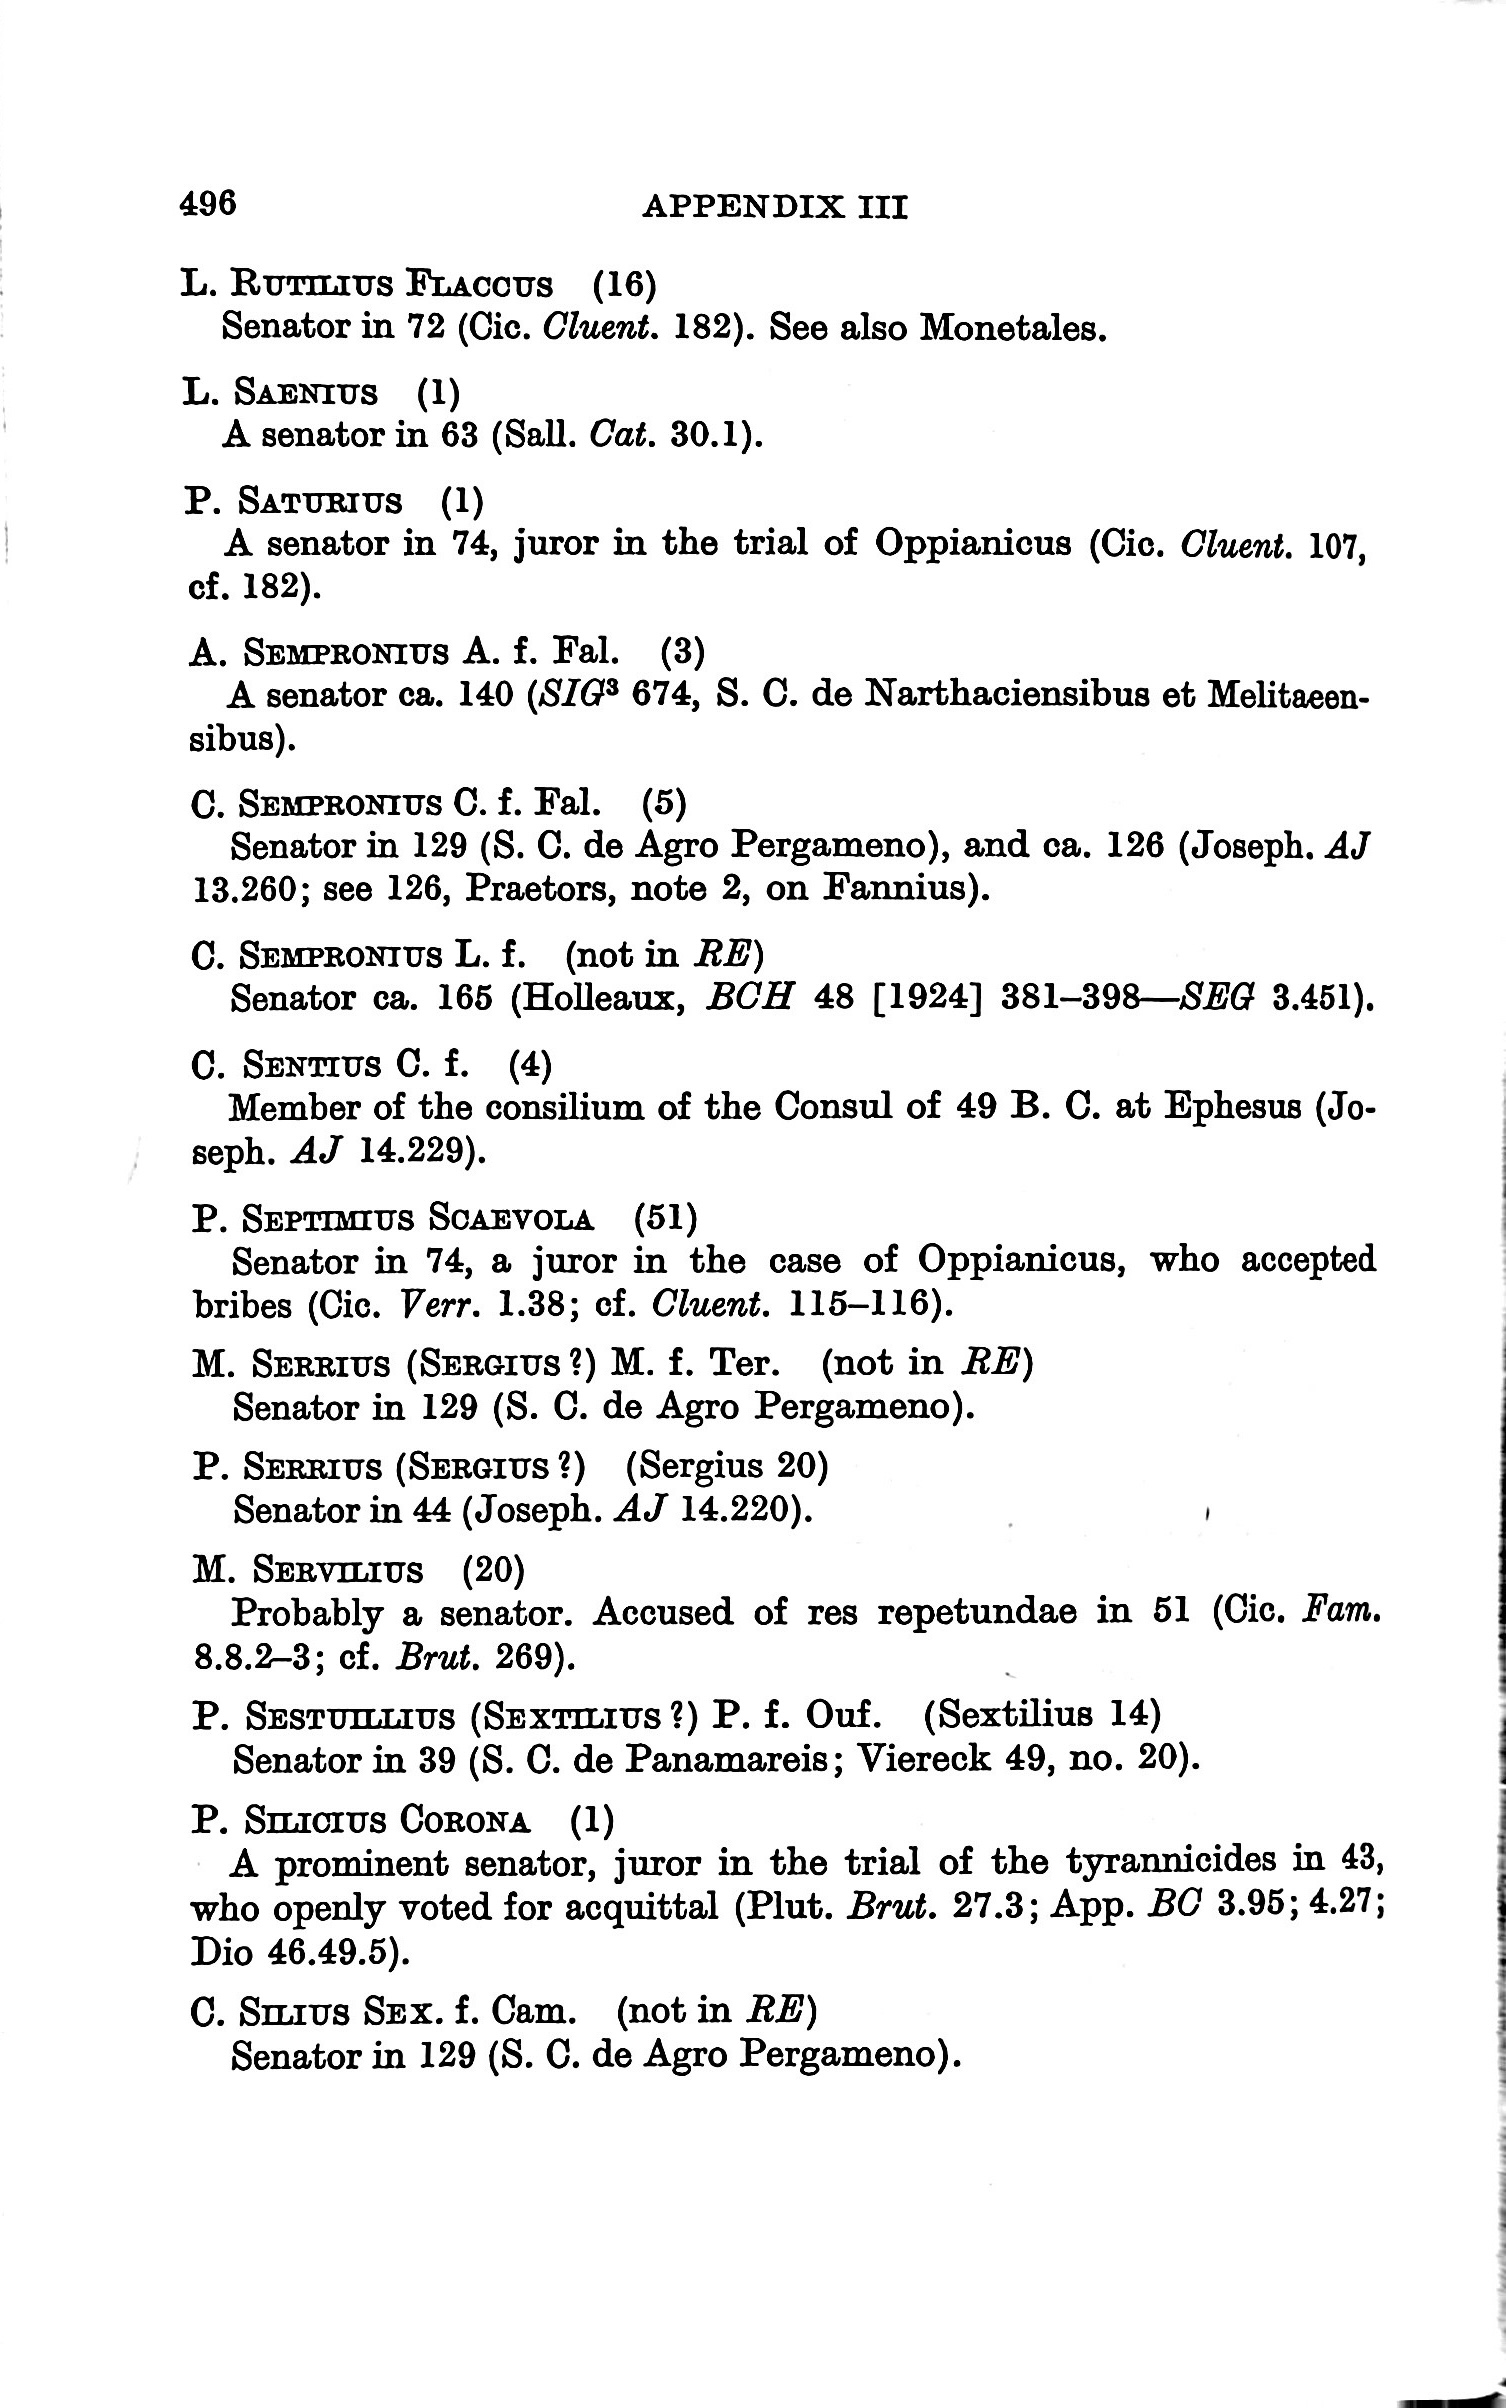 496 APPENDIX III
L. RUTILIUS FLACCUS (16)
Senator in 72 (Cic. Cluent. 182). See also Monetales.
L. SAENIUS (1)
A senator in 63 (Sall. Cat. 30.1).
P. SATURIUS (1)
A senator in 74, juror in the trial of Oppianicus (Cic. Cluent. 107,
cf. 182).
A. SEMPRONIUS A. f. Fal. (3)
A senator ca. 140 (SIG³ 674, S. C. de Narthaciensibus et Melitaeen-
sibus).
C. SEMPRONIUS C. f. Fal. (5)
Senator in 129 (S. C. de Agro Pergameno), and ca. 126 (Joseph. AJ
13.260; see 126, Praetors, note 2, on Fannius).
C. SEMPRONIUS L. f. (not in RE)
Senator ca. 165 (Holleaux, BCH 48 [1924] 381–398—SEG 3.451).
C. SENTIUS C. f. (4)
Member of the consilium of the Consul of 49 B. C. at Ephesus (Jo-
seph. AJ 14.229).
P. SEPTIMIUS SCAEVOLA (51)
Senator in 74, a juror in the case of Oppianicus, who accepted
bribes (Cic. Verr. 1.38; cf. Cluent. 115–116).
M. SERRIUS (SERGIUS?) M. f. Ter. (not in RE)
Senator in 129 (S. C. de Agro Pergameno).
P. SERRIUS (SERGIUS?) (Sergius 20)
Senator in 44 (Joseph. AJ 14.220).
M. SERVILIUS (20)
Probably a senator. Accused of res repetundae in 51 (Cic. Fam.
8.8.2–3; cf. Brut. 269).
P. SESTUILLIUS (SEXTILIUS?) P. f. Ouf. (Sextilius 14)
Senator in 39 (S. C. de Panamareis; Viereck 49, no. 20).
P. SILICIUS CORONA (1)
A prominent senator, juror in the trial of the tyrannicides in 43,
who openly voted for acquittal (Plut. Brut. 27.3; App. BC 3.95; 4.27;
Dio 46.49.5).
C. SILIUS SEX. f. Cam. (not in RE)
Senator in 129 (S. C. de Agro Pergameno).